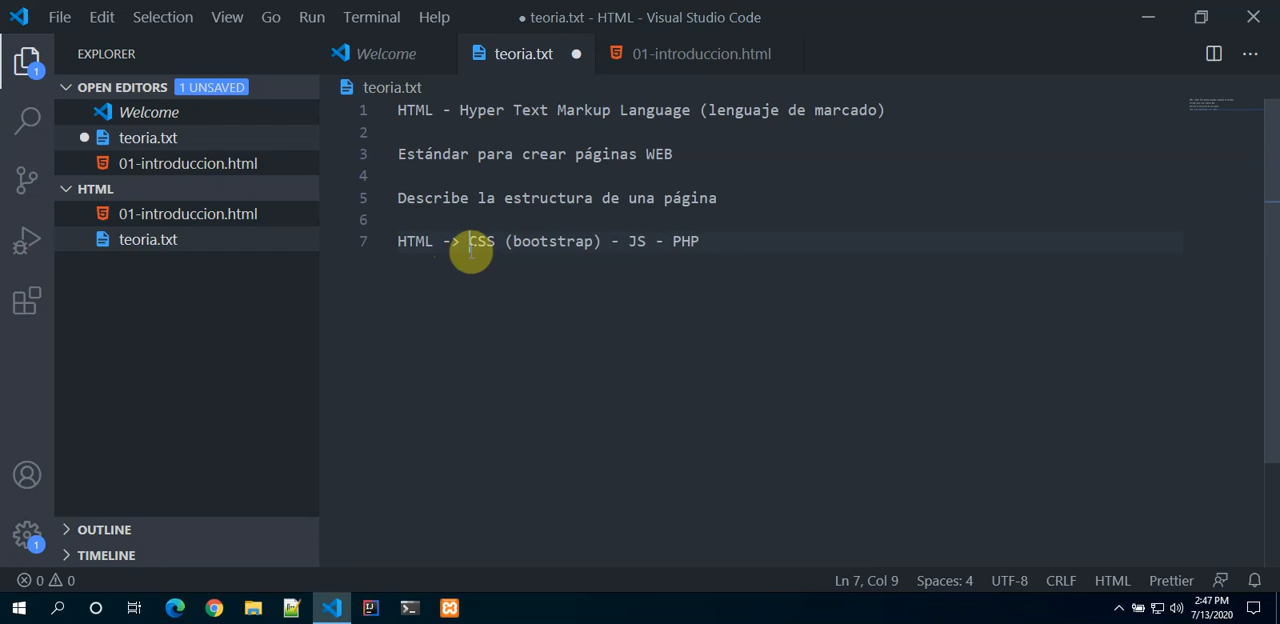 File Edit Selection View Go Run Terminal Help
● teoria.txt - HTML - Visual Studio Code
EXPLORER
Welcome
teoria.txt
01-introduccion.html
OPEN EDITORS 1 UNSAVED
Welcome
teoria.txt
01-introduccion.html
HTML
01-introduccion.html
teoria.txt
OUTLINE
TIMELINE
1
1
teoria.txt
1 HTML - Hyper Text Markup Language (lenguaje de marcado)
2
3 Estándar para crear páginas WEB
4
5 Describe la estructura de una página
6
7 HTML -> CSS (bootstrap) - JS - PHP
0 0
Ln 7, Col 9 Spaces: 4 UTF-8 CRLF HTML Prettier
2:47 PM
7/13/2020